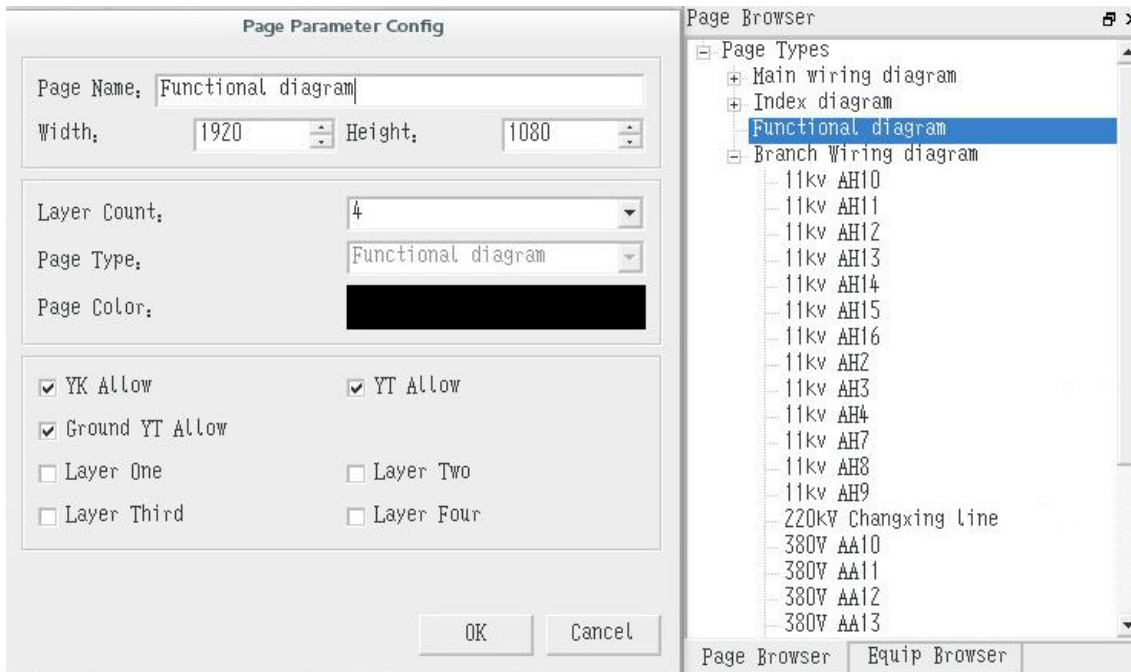 Page Parameter Config
Page Name: Functional diagram
Width: 1920 Height: 1080
Layer Count: 4
Page Type: Functional diagram
Page Color:
YK Allow YT Allow
Ground YT Allow
Layer One Layer Two
Layer Third Layer Four
OK Cancel
Page Browser
Page Types
Main wiring diagram
Index diagram
Functional diagram
Branch Wiring diagram
11kv AH10
11kv AH11
11kv AH12
11kv AH13
11kv AH14
11kv AH15
11kv AH16
11kv AH2
11kv AH3
11kv AH4
11kv AH7
11kv AH8
11kv AH9
220kV Changxing line
380V AA10
380V AA11
380V AA12
380V AA13
Page Browser Equip Browser